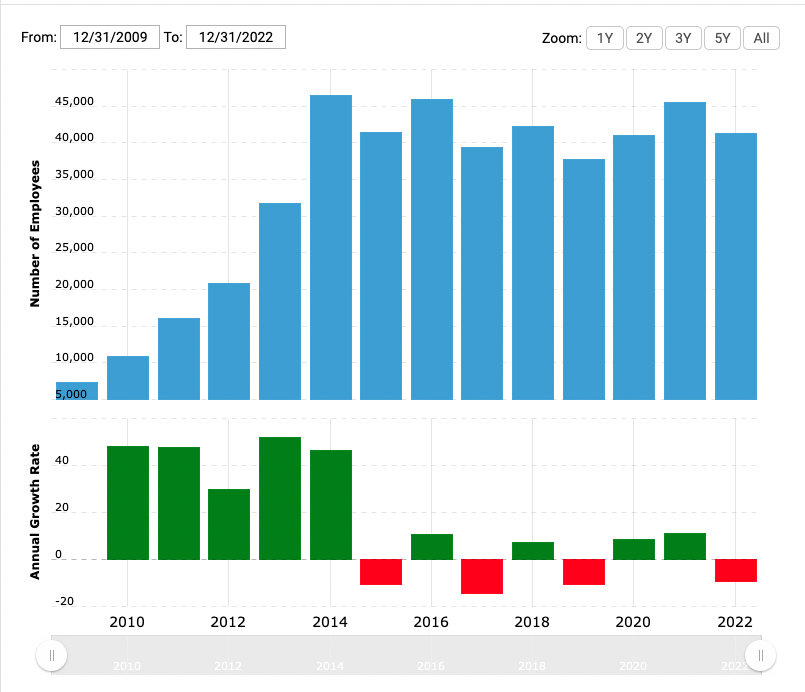 From: 12/31/2009 To: 12/31/2022 Zoom: 1Y 2Y 3Y 5Y All
Number of Employees
45,000
40,000
35,000
30,000
25,000
20,000
15,000
10,000
5,000
Annual Growth Rate
40
20
0
-20
2010 2012 2014 2016 2018 2020 2022
2010 2012 2014 2016 2018 2020 2022